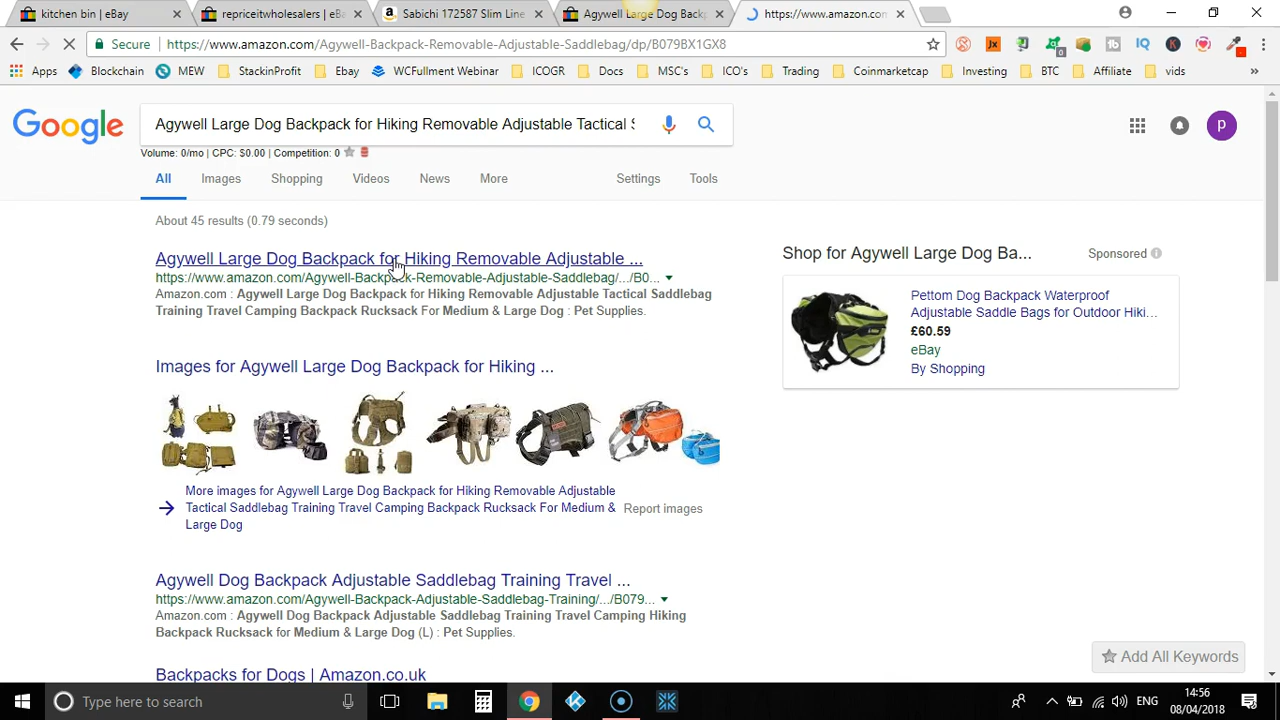 kitchen bin | eBay
repriceitwholesalers | eBa
Sabichi 172587 Slim Line
Agywell Large Dog Backp
https://www.amazon.com
Secure
https://www.amazon.com/Agywell-Backpack-Removable-Adjustable-Saddlebag/dp/B079BX1GX8
Apps
Blockchain
MEW
StackinProfit
Ebay
WCFullment Webinar
ICOGR
Docs
MSC's
ICO's
Trading
Coinmarketcap
Investing
BTC
Affiliate
vids
»
Google
Agywell Large Dog Backpack for Hiking Removable Adjustable Tactical S
p
Volume: 0/mo | CPC: $0.00 | Competition: 0
All
Images
Shopping
Videos
News
More
Settings
Tools
About 45 results (0.79 seconds)
Agywell Large Dog Backpack for Hiking Removable Adjustable ...
https://www.amazon.com/Agywell-Backpack-Removable-Adjustable-Saddlebag/.../B0...
Amazon.com : Agywell Large Dog Backpack for Hiking Removable Adjustable Tactical Saddlebag
Training Travel Camping Backpack Rucksack For Medium & Large Dog : Pet Supplies.
Shop for Agywell Large Dog Ba...
Sponsored
Pettom Dog Backpack Waterproof
Adjustable Saddle Bags for Outdoor Hiki...
£60.59
eBay
By Shopping
Images for Agywell Large Dog Backpack for Hiking ...
More images for Agywell Large Dog Backpack for Hiking Removable Adjustable
Tactical Saddlebag Training Travel Camping Backpack Rucksack For Medium &
Large Dog
Report images
Agywell Dog Backpack Adjustable Saddlebag Training Travel ...
https://www.amazon.com/Agywell-Backpack-Adjustable-Saddlebag-Training/.../B079...
Amazon.com : Agywell Dog Backpack Adjustable Saddlebag Training Travel Camping Hiking
Backpack Rucksack for Medium & Large Dog (L) : Pet Supplies.
Backpacks for Dogs | Amazon.co.uk
Add All Keywords
Type here to search
ENG
14:56
08/04/2018